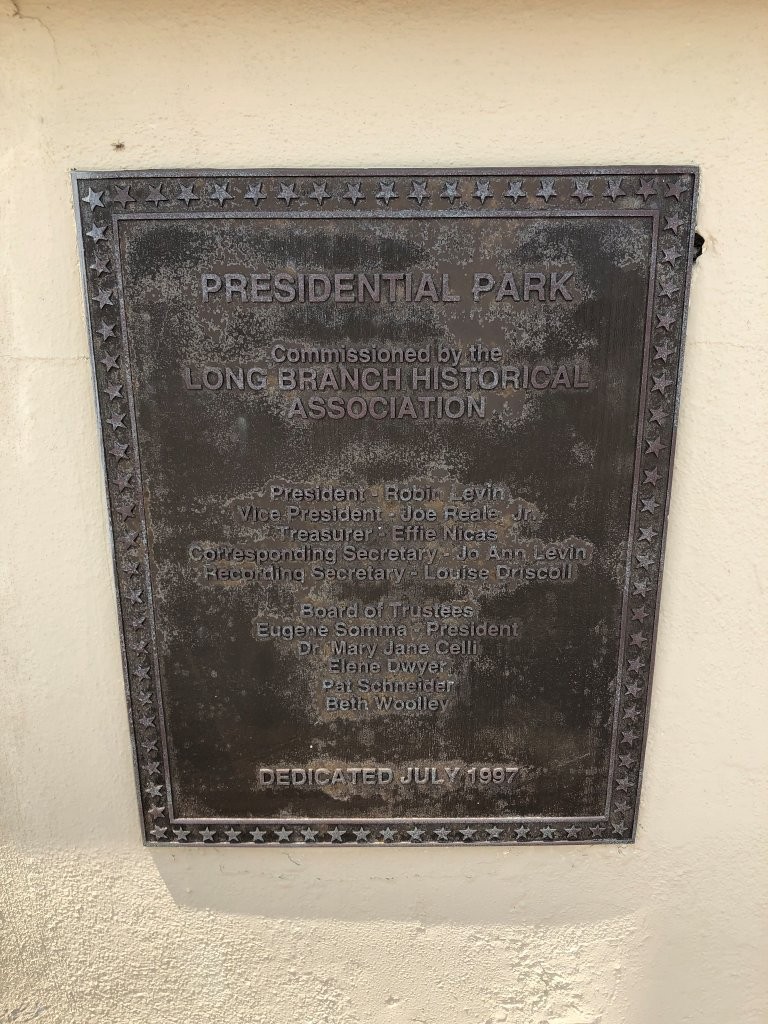 PRESIDENTIAL PARK
Commissioned by the
LONG BRANCH HISTORICAL
ASSOCIATION
President - Robin Levin
Vice President - Joe Reale, Jr.
Treasurer - Effie Nicas
Corresponding Secretary - Jo Ann Levin
Recording Secretary - Louise Driscoll
Board of Trustees
Eugene Somma - President
Dr. Mary Jane Celli
Elene Dwyer
Pat Schneider
Beth Woolley
DEDICATED JULY 1997